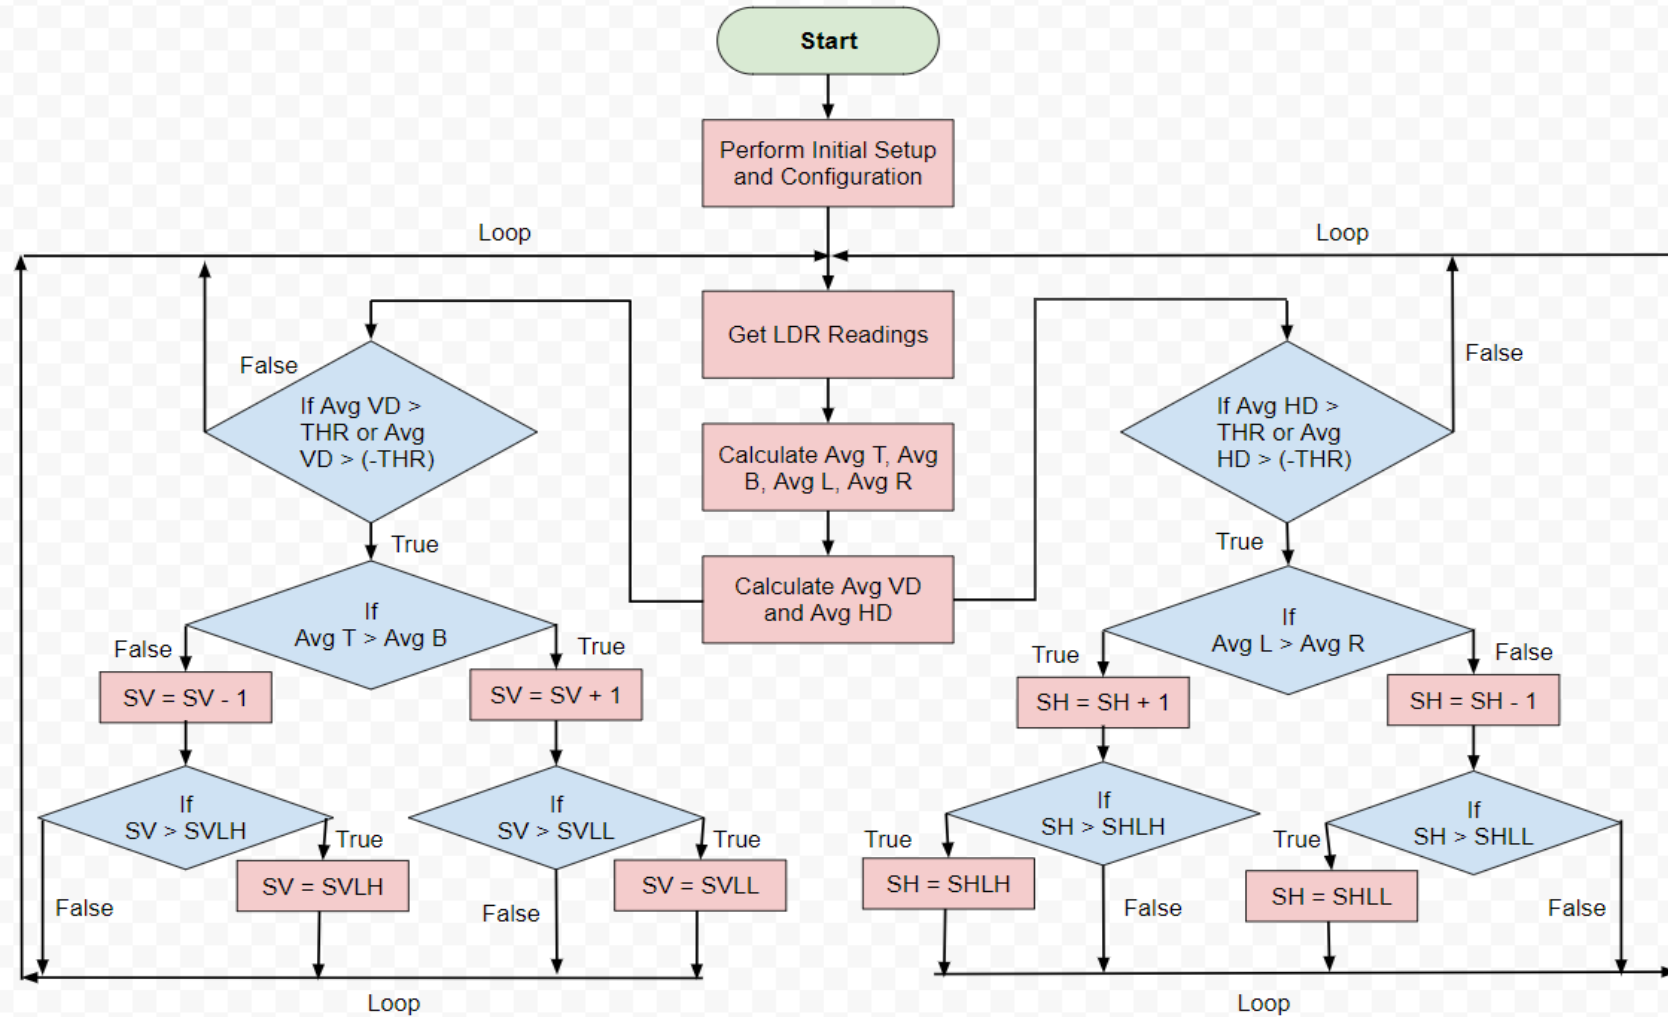 Start
Perform Initial Setup
and Configuration
Loop
Loop
Get LDR Readings
False
If Avg VD >
THR or Avg
VD > (-THR)
False
If Avg HD >
THR or Avg
HD > (-THR)
Calculate Avg T, Avg
B, Avg L, Avg R
True
True
Calculate Avg VD
and Avg HD
If
Avg T > Avg B
If
Avg L > Avg R
False
True
True
False
SV = SV - 1
SV = SV + 1
SH = SH + 1
SH = SH - 1
If
SV > SVLH
If
SV > SVLL
If
SH > SHLH
If
SH > SHLL
True
True
True
True
SV = SVLH
SV = SVLL
SH = SHLH
SH = SHLL
False
False
False
False
Loop
Loop